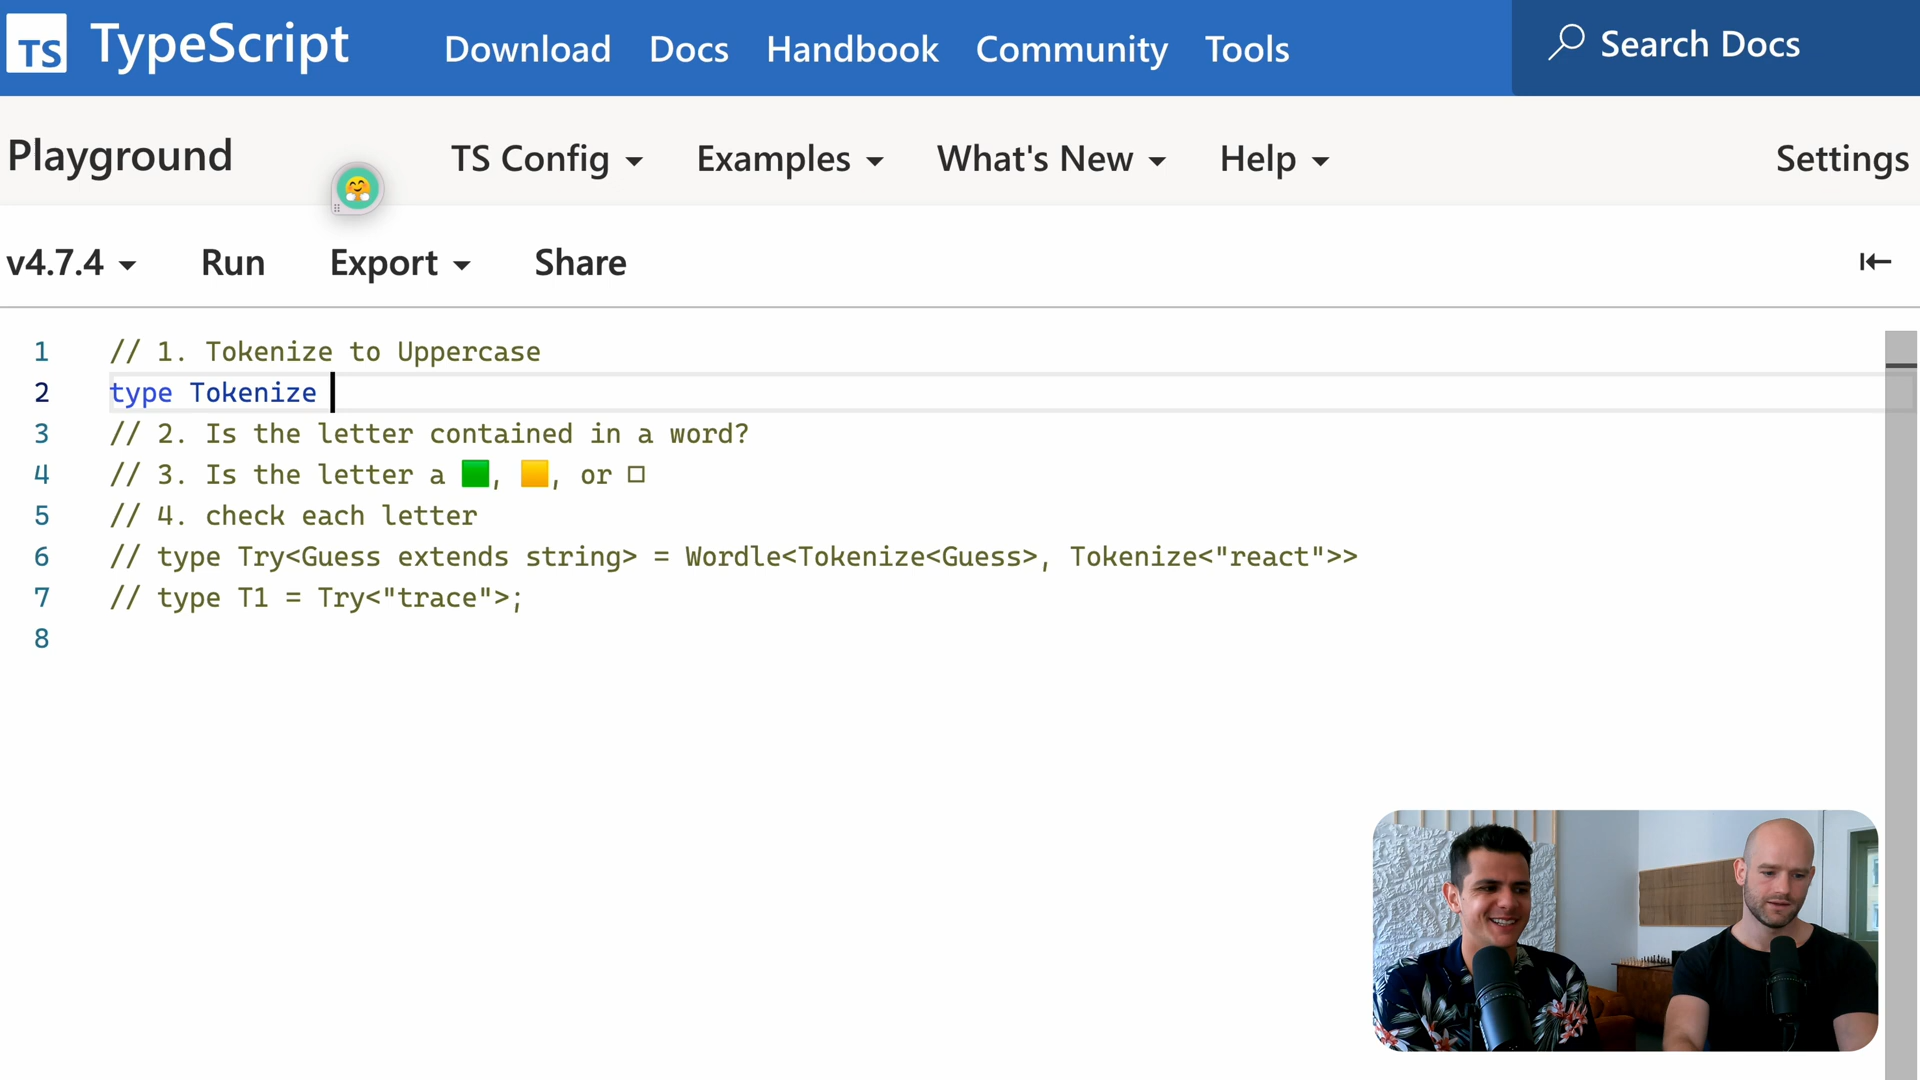 TS TypeScript Download Docs Handbook Community Tools Search Docs
Playground TS Config Examples What's New Help Settings
v4.7.4 Run Export Share
1 // 1. Tokenize to Uppercase
2 type Tokenize
3 // 2. Is the letter contained in a word?
4 // 3. Is the letter a 🟩, 🟨, or □
5 // 4. check each letter
6 // type Try<Guess extends string> = Wordle<Tokenize<Guess>, Tokenize<"react">>
7 // type T1 = Try<"trace">;
8